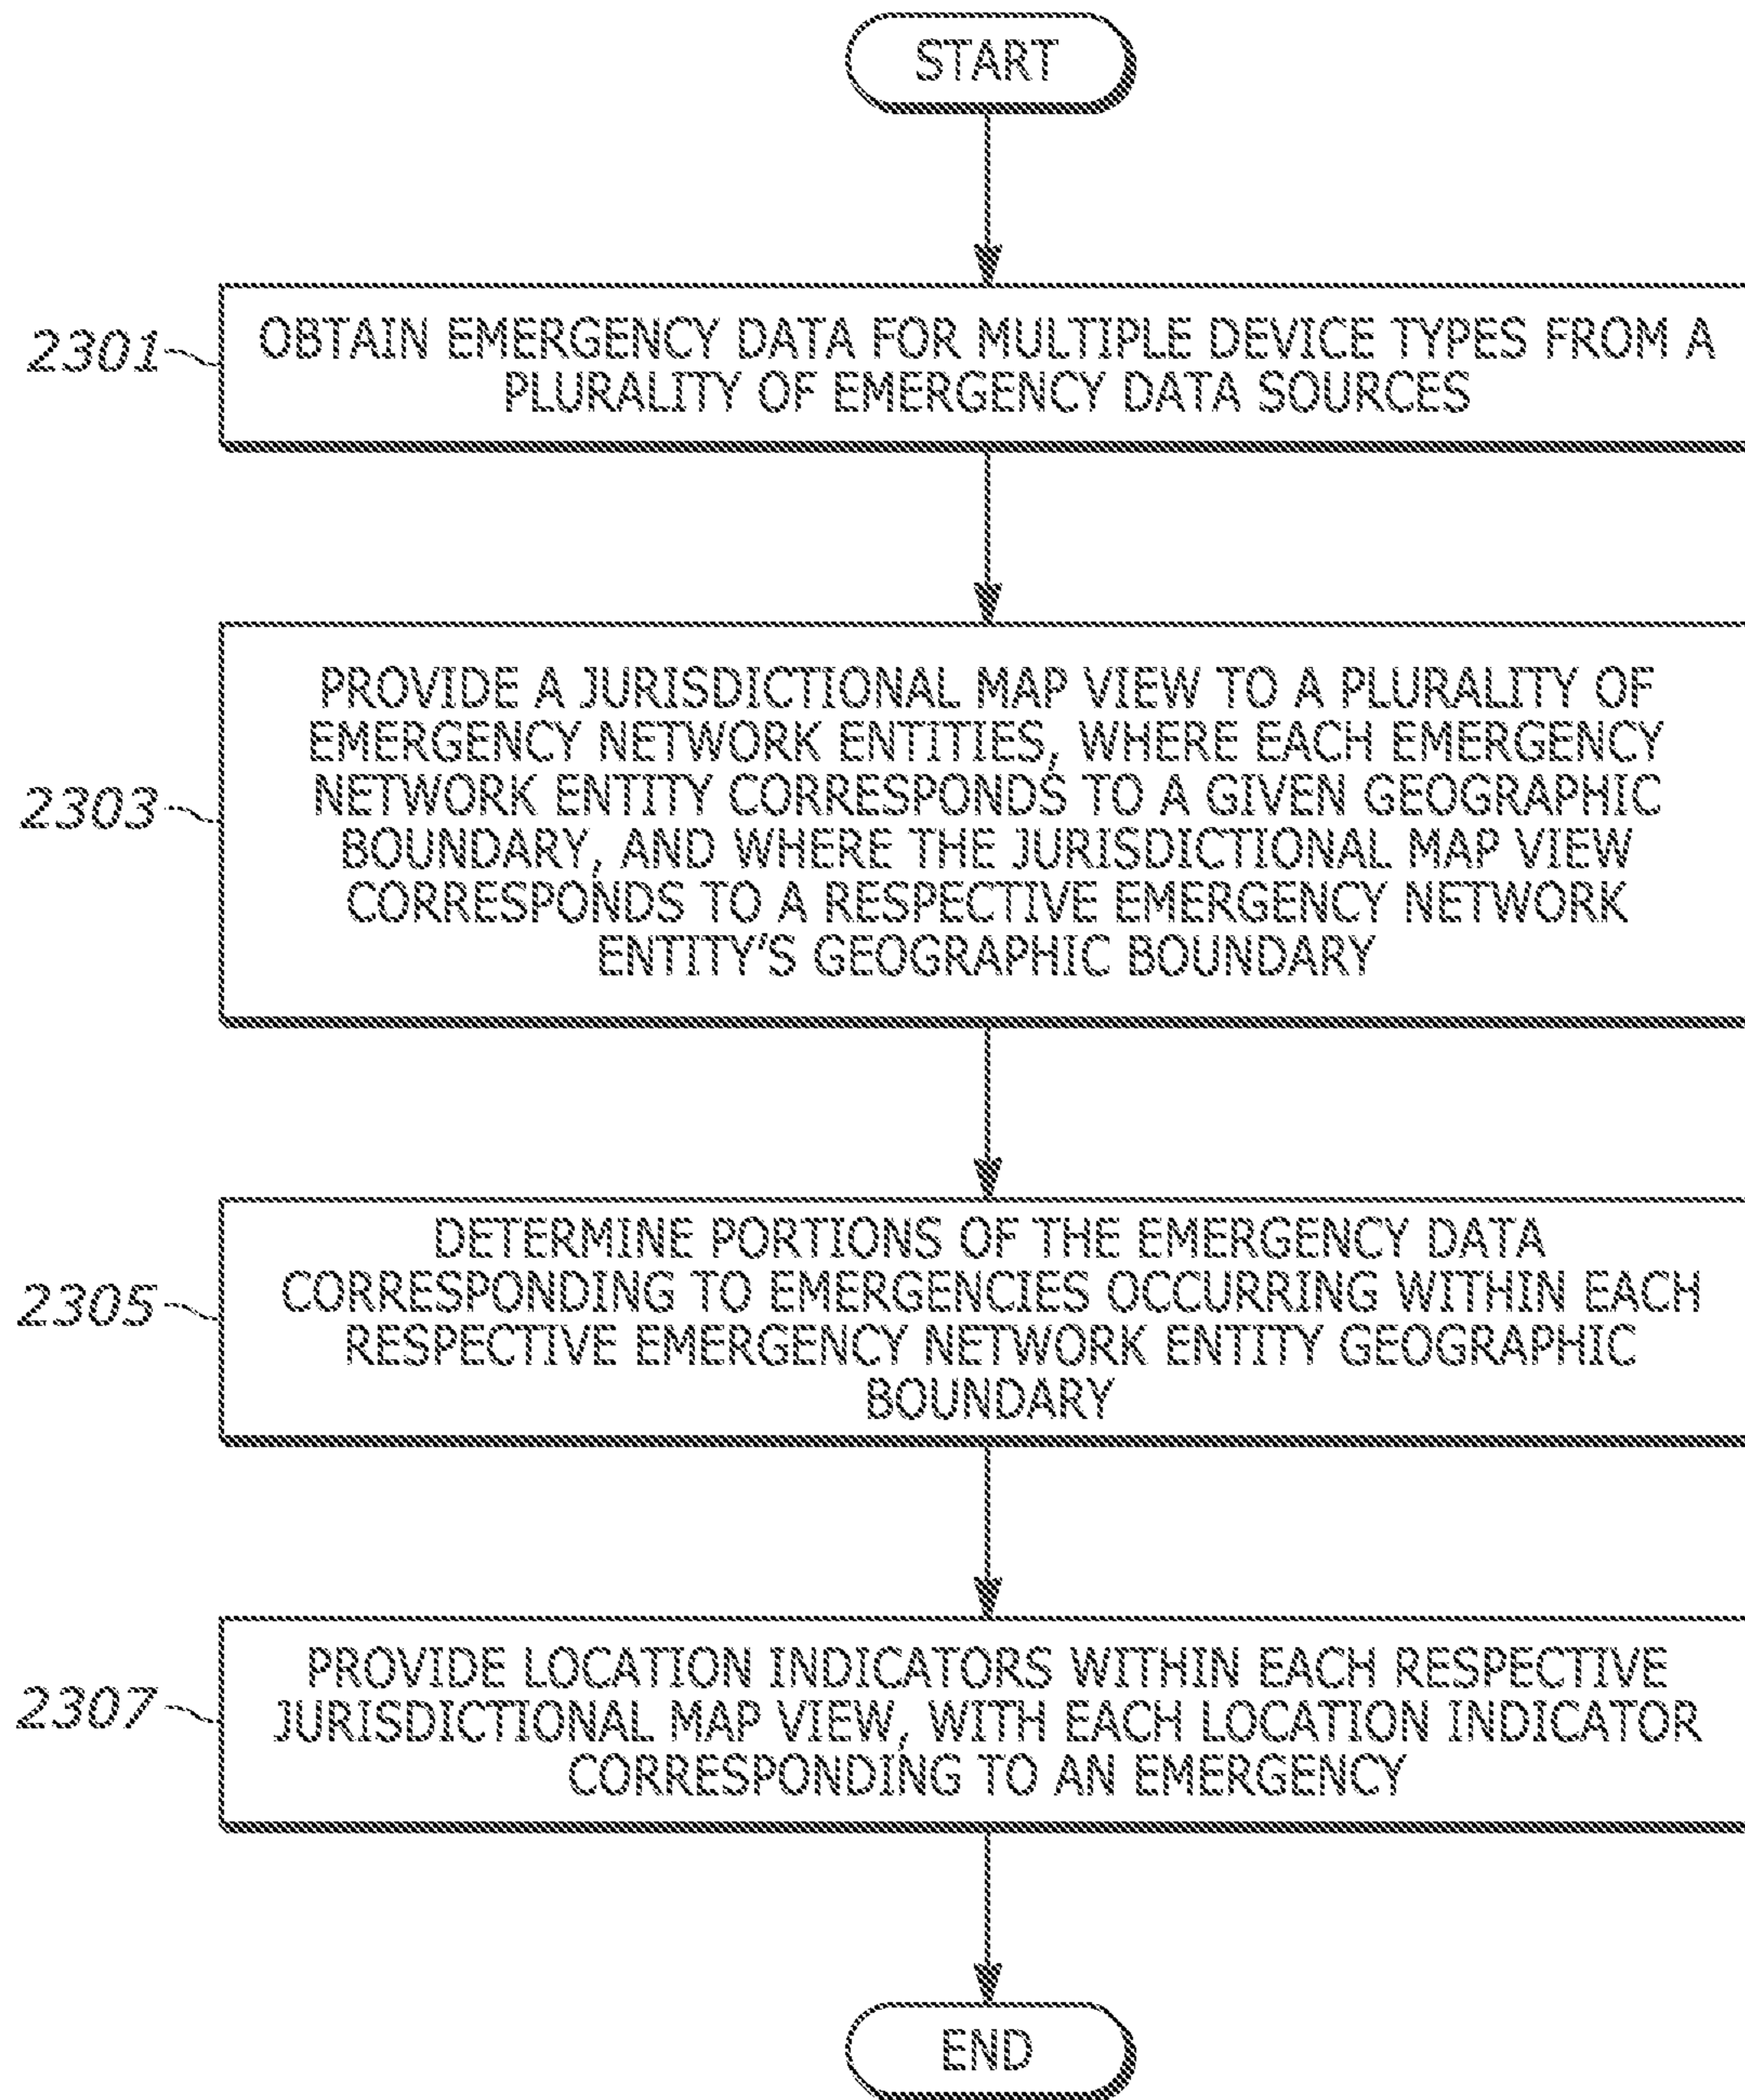 START
2301
OBTAIN EMERGENCY DATA FOR MULTIPLE DEVICE TYPES FROM A
PLURALITY OF EMERGENCY DATA SOURCES
2303
PROVIDE A JURISDICTIONAL MAP VIEW TO A PLURALITY OF
EMERGENCY NETWORK ENTITIES, WHERE EACH EMERGENCY
NETWORK ENTITY CORRESPONDS TO A GIVEN GEOGRAPHIC
BOUNDARY, AND WHERE THE JURISDICTIONAL MAP VIEW
CORRESPONDS TO A RESPECTIVE EMERGENCY NETWORK
ENTITY'S GEOGRAPHIC BOUNDARY
2305
DETERMINE PORTIONS OF THE EMERGENCY DATA
CORRESPONDING TO EMERGENCIES OCCURRING WITHIN EACH
RESPECTIVE EMERGENCY NETWORK ENTITY GEOGRAPHIC
BOUNDARY
2307
PROVIDE LOCATION INDICATORS WITHIN EACH RESPECTIVE
JURISDICTIONAL MAP VIEW, WITH EACH LOCATION INDICATOR
CORRESPONDING TO AN EMERGENCY
END